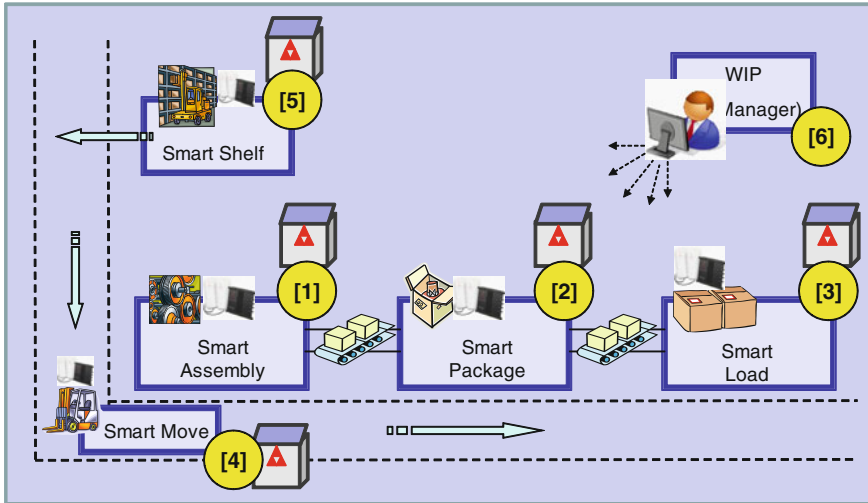 [5]
Smart Shelf
WIP
Manager)
[6]
[1]
Smart
Assembly
[2]
Smart
Package
[3]
Smart
Load
Smart Move
[4]